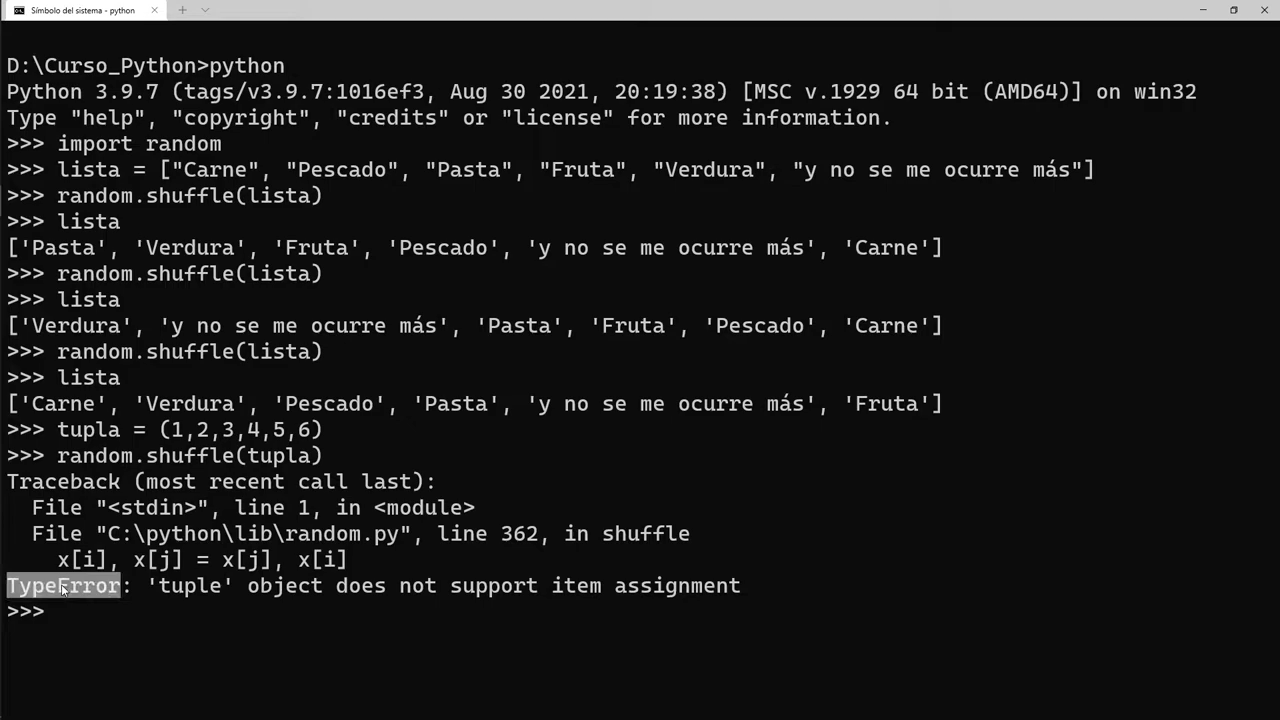 Símbolo del sistema - python
D:\Curso_Python>python
Python 3.9.7 (tags/v3.9.7:1016ef3, Aug 30 2021, 20:19:38) [MSC v.1929 64 bit (AMD64)] on win32
Type "help", "copyright", "credits" or "license" for more information.
>>> import random
>>> lista = ["Carne", "Pescado", "Pasta", "Fruta", "Verdura", "y no se me ocurre más"]
>>> random.shuffle(lista)
>>> lista
['Pasta', 'Verdura', 'Fruta', 'Pescado', 'y no se me ocurre más', 'Carne']
>>> random.shuffle(lista)
>>> lista
['Verdura', 'y no se me ocurre más', 'Pasta', 'Fruta', 'Pescado', 'Carne']
>>> random.shuffle(lista)
>>> lista
['Carne', 'Verdura', 'Pescado', 'Pasta', 'y no se me ocurre más', 'Fruta']
>>> tupla = (1,2,3,4,5,6)
>>> random.shuffle(tupla)
Traceback (most recent call last):
  File "<stdin>", line 1, in <module>
  File "C:\python\lib\random.py", line 362, in shuffle
    x[i], x[j] = x[j], x[i]
TypeError: 'tuple' object does not support item assignment
>>>